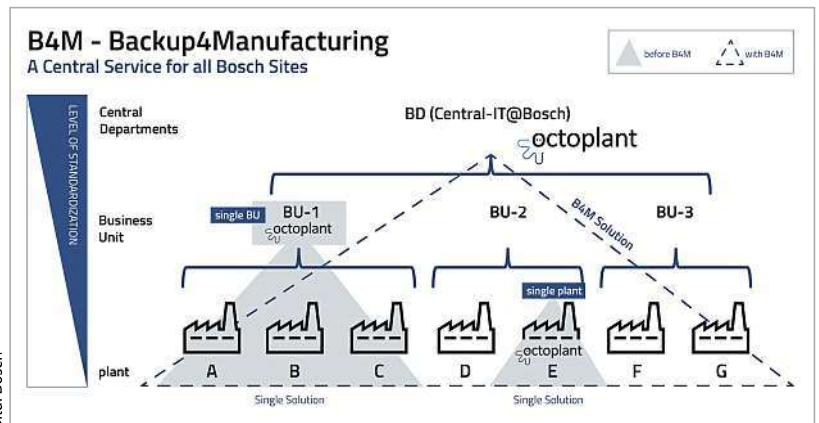 B4M - Backup4Manufacturing
A Central Service for all Bosch Sites
before B4M
with B4M
LEVEL OF STANDARDIZATION
Central
Departments
BD (Central-IT@Bosch)
octoplant
Business
Unit
single BU
BU-1
octoplant
BU-2
BU-3
B4M Solution
single plant
octoplant
plant
A
B
C
D
E
F
G
Single Solution
Single Solution